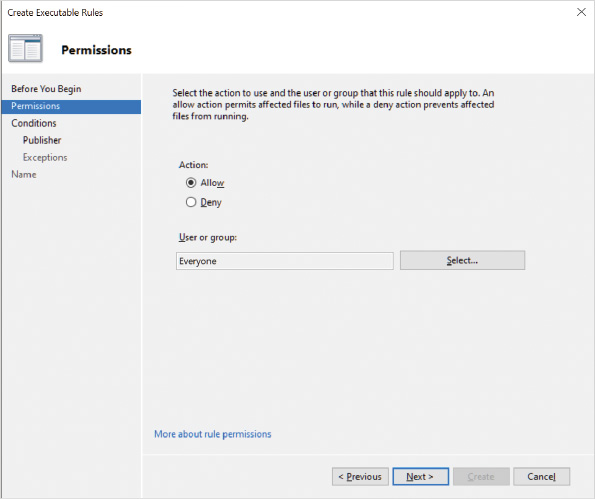 Create Executable Rules
Permissions
Before You Begin
Permissions
Conditions
Publisher
Exceptions
Name
Select the action to use and the user or group that this rule should apply to. An
allow action permits affected files to run, while a deny action prevents affected
files from running.
Action:
Allow
Deny
User or group:
Everyone
Select...
More about rule permissions
< Previous
Next >
Create
Cancel